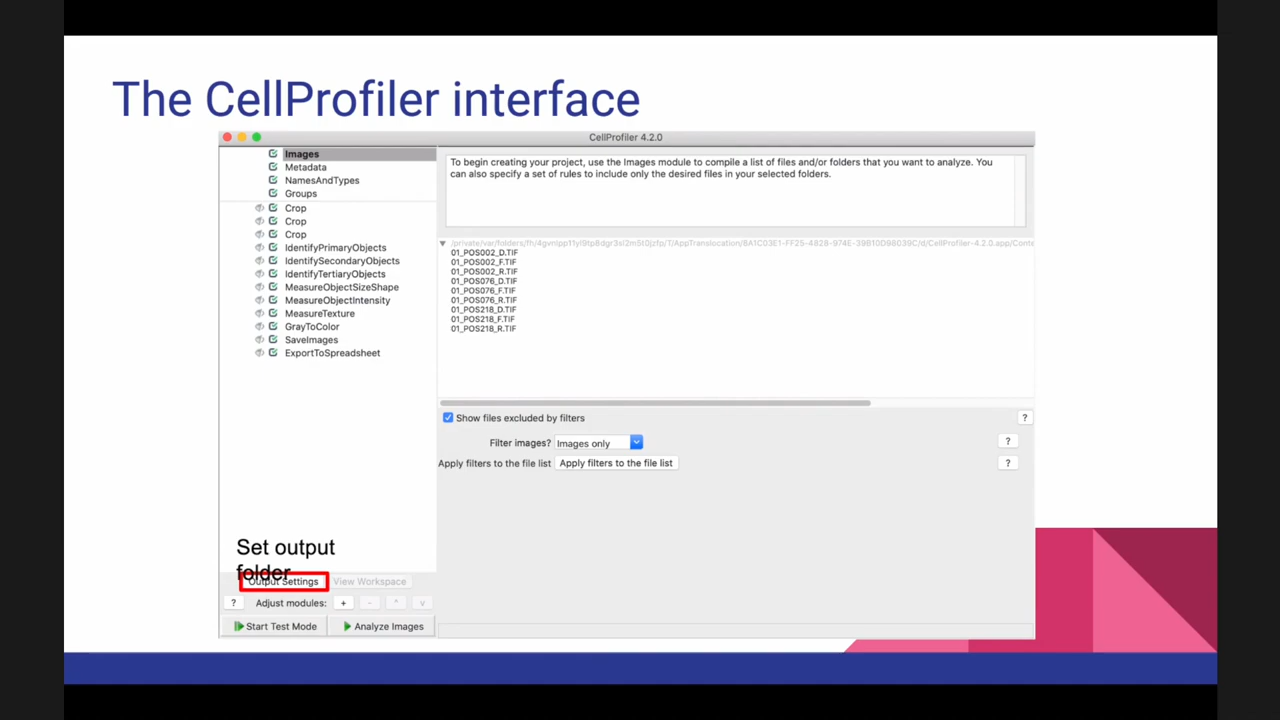 The CellProfiler interface
CellProfiler 4.2.0
Images
Metadata
NamesAndTypes
Groups
Crop
Crop
Crop
IdentifyPrimaryObjects
IdentifySecondaryObjects
IdentifyTertiaryObjects
MeasureObjectSizeShape
MeasureObjectIntensity
MeasureTexture
GrayToColor
SaveImages
ExportToSpreadsheet
To begin creating your project, use the Images module to compile a list of files and/or folders that you want to analyze. You
can also specify a set of rules to include only the desired files in your selected folders.
01_POS002_D.TIF
01_POS002_F.TIF
01_POS002_R.TIF
01_POS076_D.TIF
01_POS076_F.TIF
01_POS076_R.TIF
01_POS218_D.TIF
01_POS218_F.TIF
01_POS218_R.TIF
Show files excluded by filters ?
Filter images? Images only ?
Apply filters to the file list Apply filters to the file list ?
Set output
folder
Output Settings View Workspace
? Adjust modules: + - ^ v
Start Test Mode Analyze Images